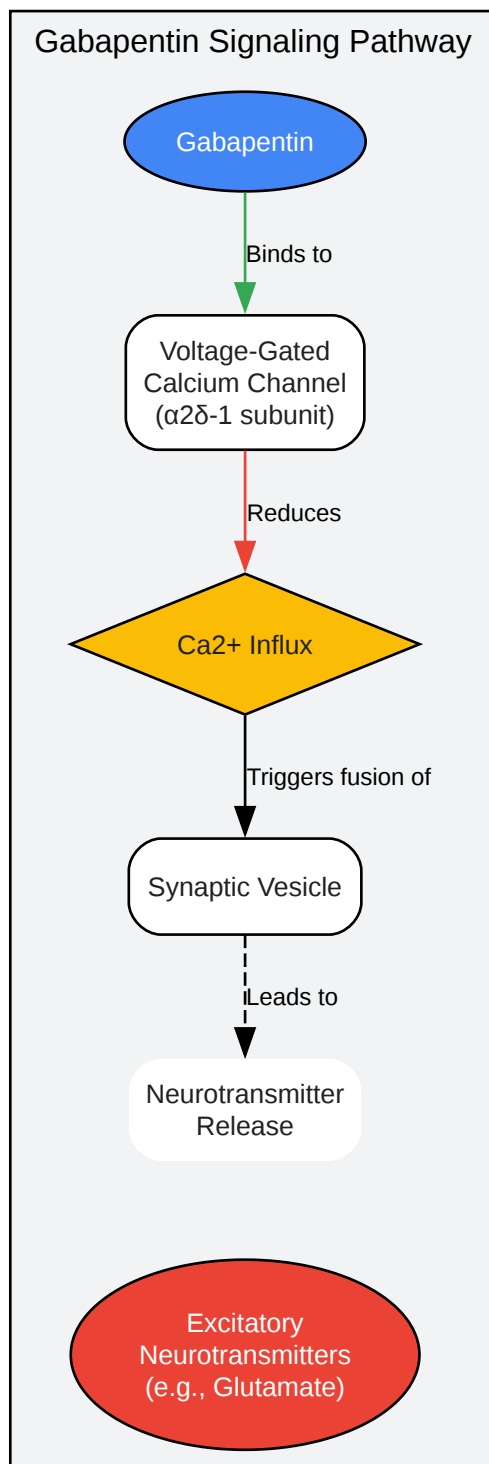 Gabapentin Signaling Pathway
Gabapentin
Binds to
Voltage-Gated
Calcium Channel
(α2δ-1 subunit)
Reduces
Ca2+ Influx
Triggers fusion of
Synaptic Vesicle
Leads to
Neurotransmitter
Release
Excitatory
Neurotransmitters
(e.g., Glutamate)